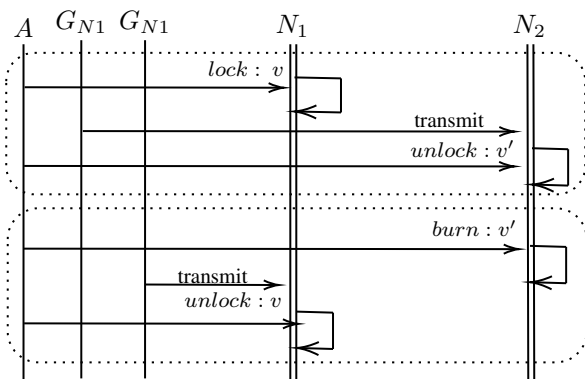 A G_{N1} G_{N1} N_1 N_2
lock : v
transmit
unlock : v'
burn : v'
transmit
unlock : v